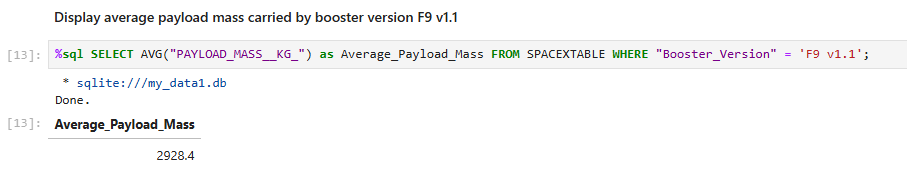 Display average payload mass carried by booster version F9 v1.1
[13]: %sql SELECT AVG("PAYLOAD_MASS__KG_") as Average_Payload_Mass FROM SPACEXTABLE WHERE "Booster_Version" = 'F9 v1.1';
* sqlite:///my_data1.db
Done.
[13]: Average_Payload_Mass
2928.4